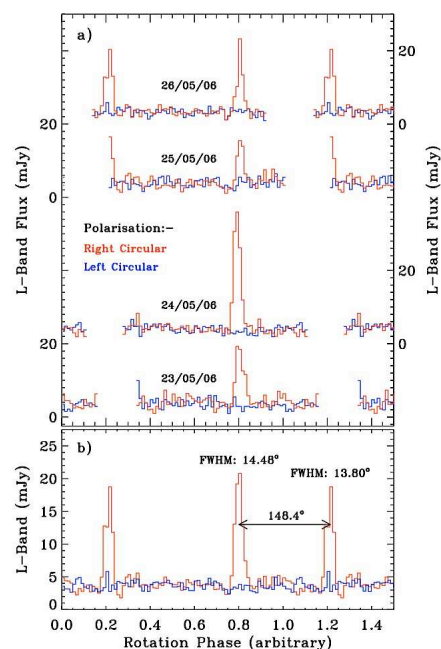 a)
26/05/06
20
0
20
25/05/06
0
Polarisation:-
Right Circular
Left Circular
20
24/05/06
0
20
23/05/06
0
L-Band Flux (mJy)
L-Band Flux (mJy)
b)
25
20
15
10
5
0
FWHM: 14.48°
FWHM: 13.80°
148.4°
L-Band (mJy)
0.0 0.2 0.4 0.6 0.8 1.0 1.2 1.4
Rotation Phase (arbitrary)